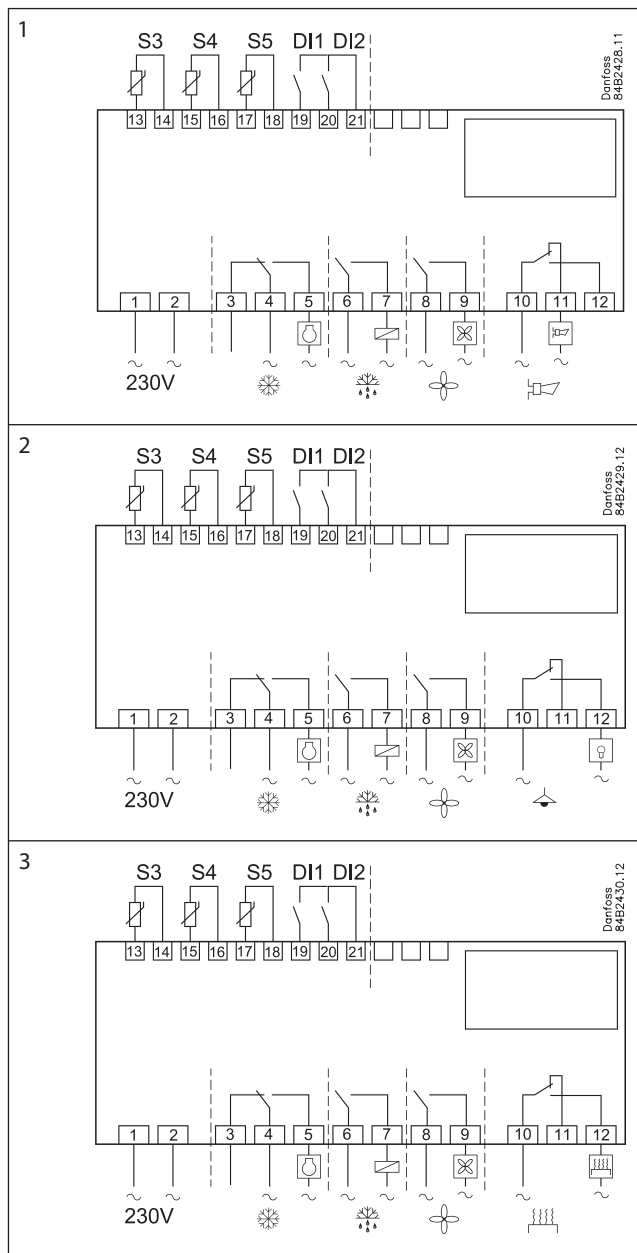 1
S3 S4 S5 DI1 DI2
Danfoss
84B2428.11
13 14 15 16 17 18 19 20 21
1 2 3 4 5 6 7 8 9 10 11 12
230V
2
S3 S4 S5 DI1 DI2
Danfoss
84B2429.12
13 14 15 16 17 18 19 20 21
1 2 3 4 5 6 7 8 9 10 11 12
230V
3
S3 S4 S5 DI1 DI2
Danfoss
84B2430.12
13 14 15 16 17 18 19 20 21
1 2 3 4 5 6 7 8 9 10 11 12
230V